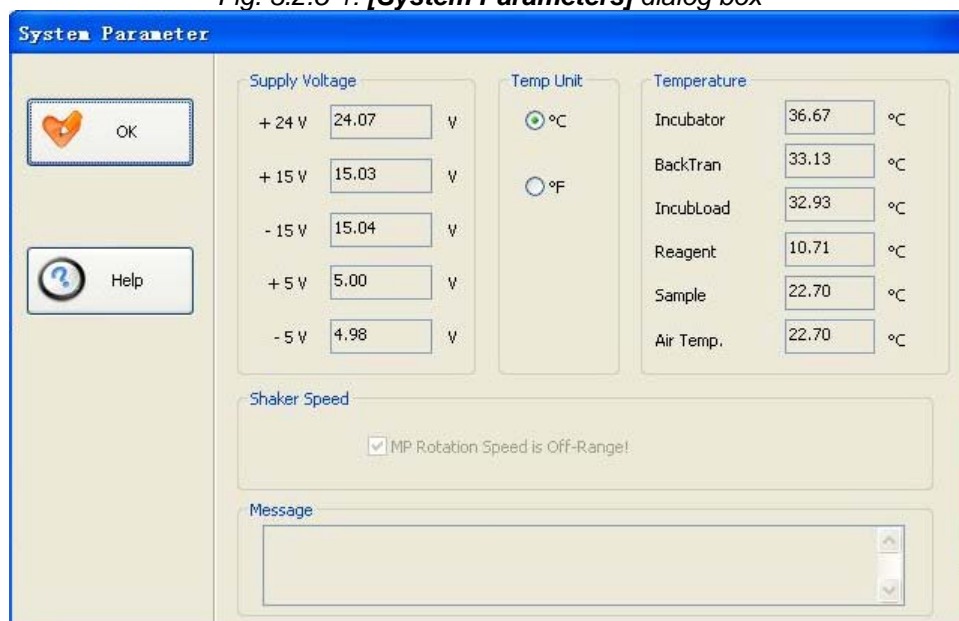 Fig. 3.2.3-1: [System Parameters] dialog box
System Parameter
OK
Help
Supply Voltage
+ 24 V 24.07 V
+ 15 V 15.03 V
- 15 V 15.04 V
+ 5 V 5.00 V
- 5 V 4.98 V
Temp Unit
°C
°F
Temperature
Incubator 36.67 °C
BackTran 33.13 °C
IncubLoad 32.93 °C
Reagent 10.71 °C
Sample 22.70 °C
Air Temp. 22.70 °C
Shaker Speed
MP Rotation Speed is Off-Range!
Message